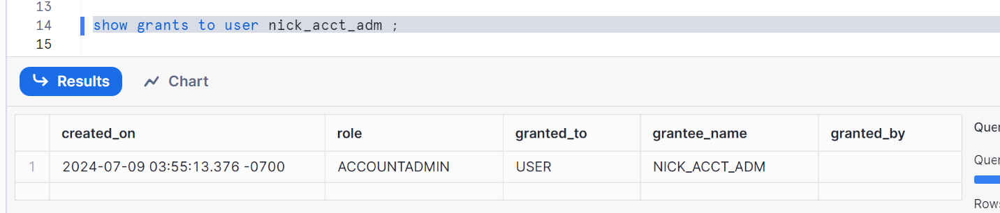 13
14 show grants to user nick_acct_adm ;
15
Results Chart
created_on role granted_to grantee_name granted_by
1 2024-07-09 03:55:13.376 -0700 ACCOUNTADMIN USER NICK_ACCT_ADM
Quer
Quer
Rows